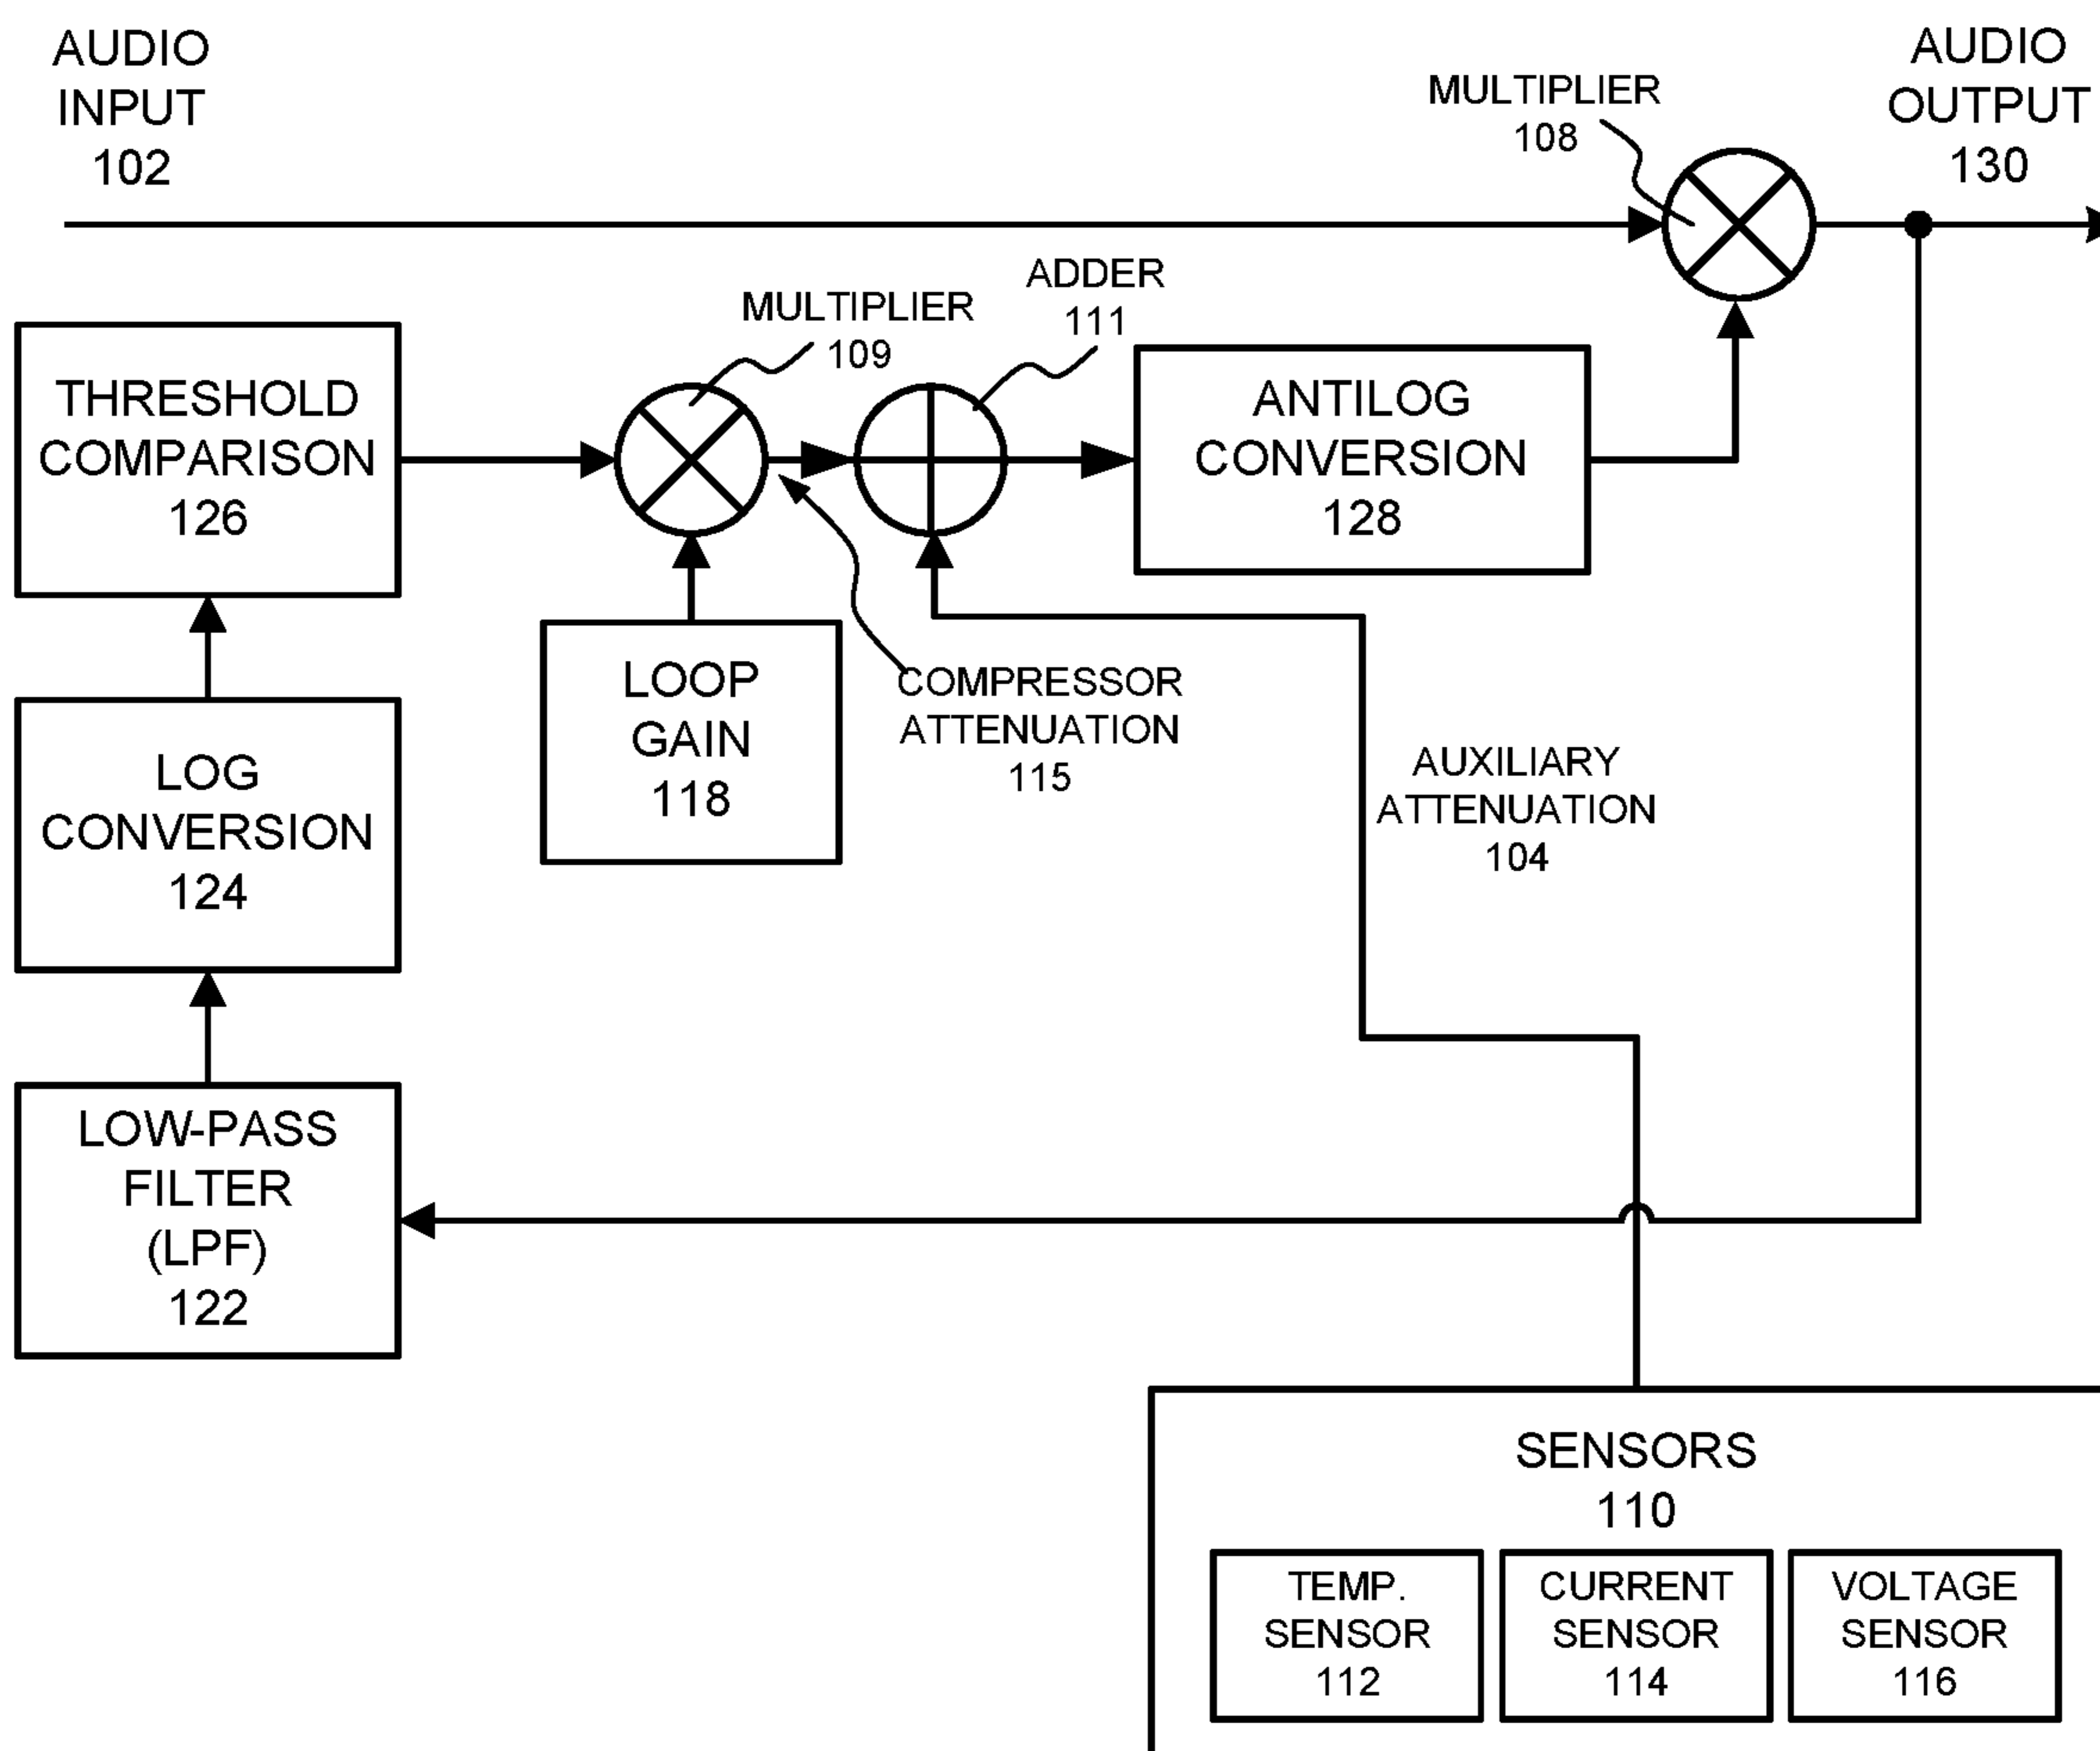 AUDIO
INPUT
102
MULTIPLIER
108
AUDIO
OUTPUT
130
ADDER
111
MULTIPLIER
109
THRESHOLD
COMPARISON
126
ANTILOG
CONVERSION
128
LOOP
GAIN
118
COMPRESSOR
ATTENUATION
115
LOG
CONVERSION
124
AUXILIARY
ATTENUATION
104
LOW-PASS
FILTER
(LPF)
122
SENSORS
110
TEMP.
SENSOR
112
CURRENT
SENSOR
114
VOLTAGE
SENSOR
116